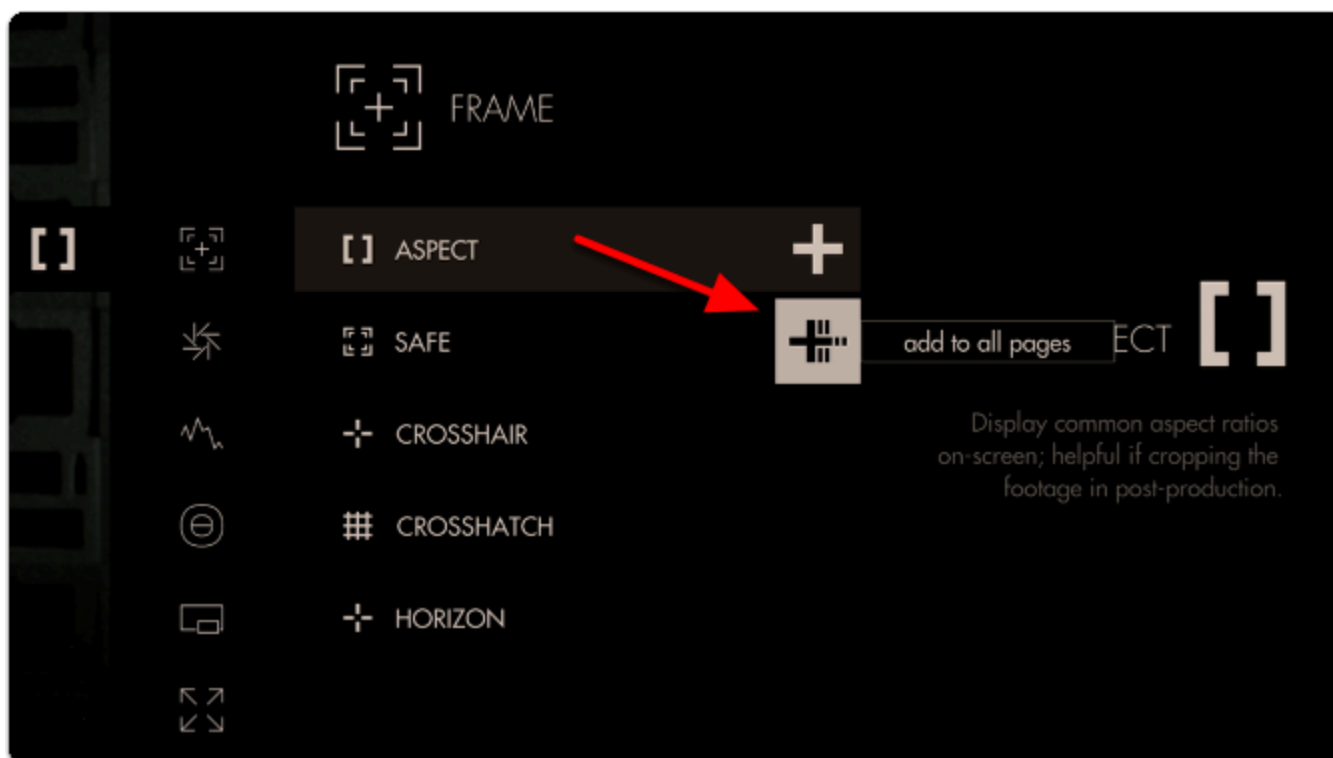 FRAME
ASPECT
SAFE
add to all pages
ECT
CROSSHAIR
CROSSHATCH
HORIZON
Display common aspect ratios
on-screen; helpful if cropping the
footage in post-production.